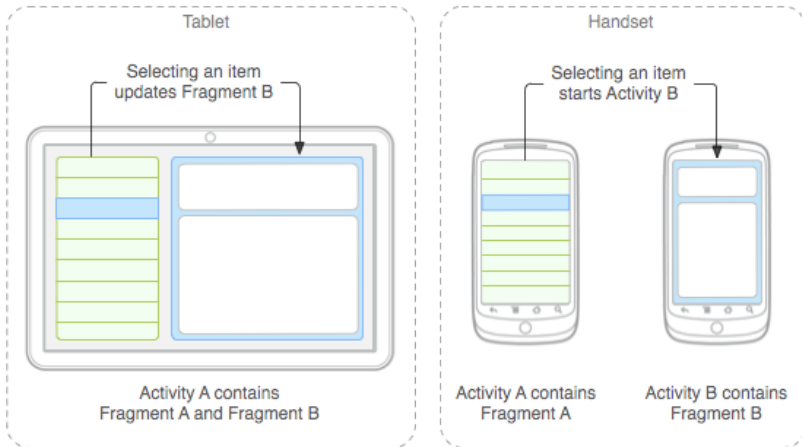 Tablet
Selecting an item
updates Fragment B
Activity A contains
Fragment A and Fragment B
Handset
Selecting an item
starts Activity B
Activity A contains
Fragment A
Activity B contains
Fragment B